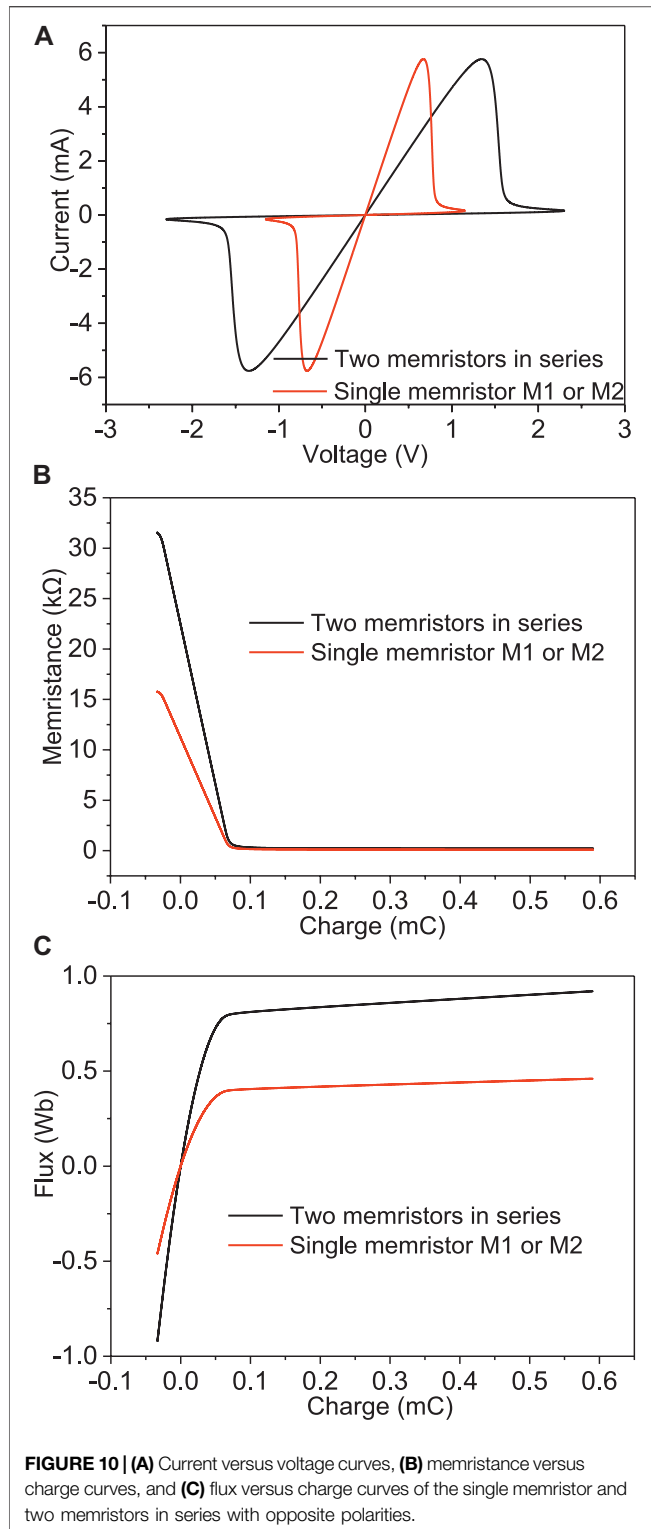 A
6
4
2
0
-2
-4
-6
Current (mA)
Two memristors in series
Single memristor M1 or M2
-3 -2 -1 0 1 2 3
Voltage (V)
B
35
30
25
20
15
10
5
0
Memristance (kΩ)
Two memristors in series
Single memristor M1 or M2
-0.1 0.0 0.1 0.2 0.3 0.4 0.5 0.6
Charge (mC)
C
1.0
0.5
0.0
-0.5
-1.0
Flux (Wb)
Two memristors in series
Single memristor M1 or M2
-0.1 0.0 0.1 0.2 0.3 0.4 0.5 0.6
Charge (mC)
FIGURE 10 | (A) Current versus voltage curves, (B) memristance versus
charge curves, and (C) flux versus charge curves of the single memristor and
two memristors in series with opposite polarities.